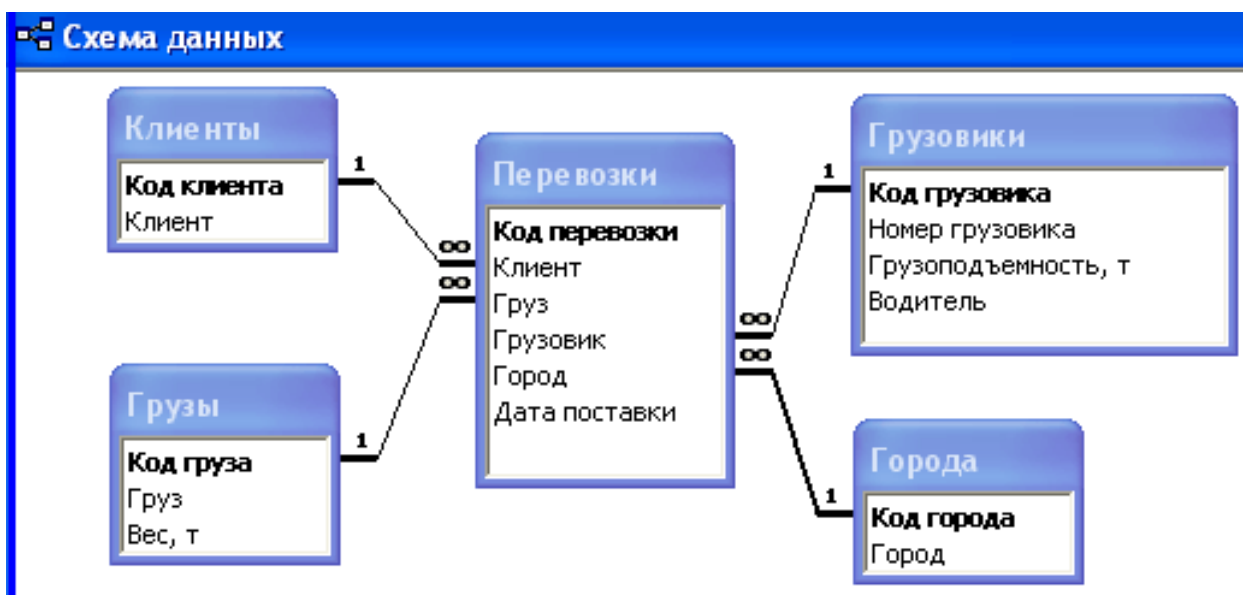 Схема данных
Клиенты
Код клиента
Клиент
1
∞
Грузы
Код груза
Груз
Вес, т
1
∞
Перевозки
Код перевозки
Клиент
Груз
Грузовик
Город
Дата поставки
Грузовики
Код грузовика
Номер грузовика
Грузоподъемность, т
Водитель
1
∞
Города
Код города
Город
1
∞